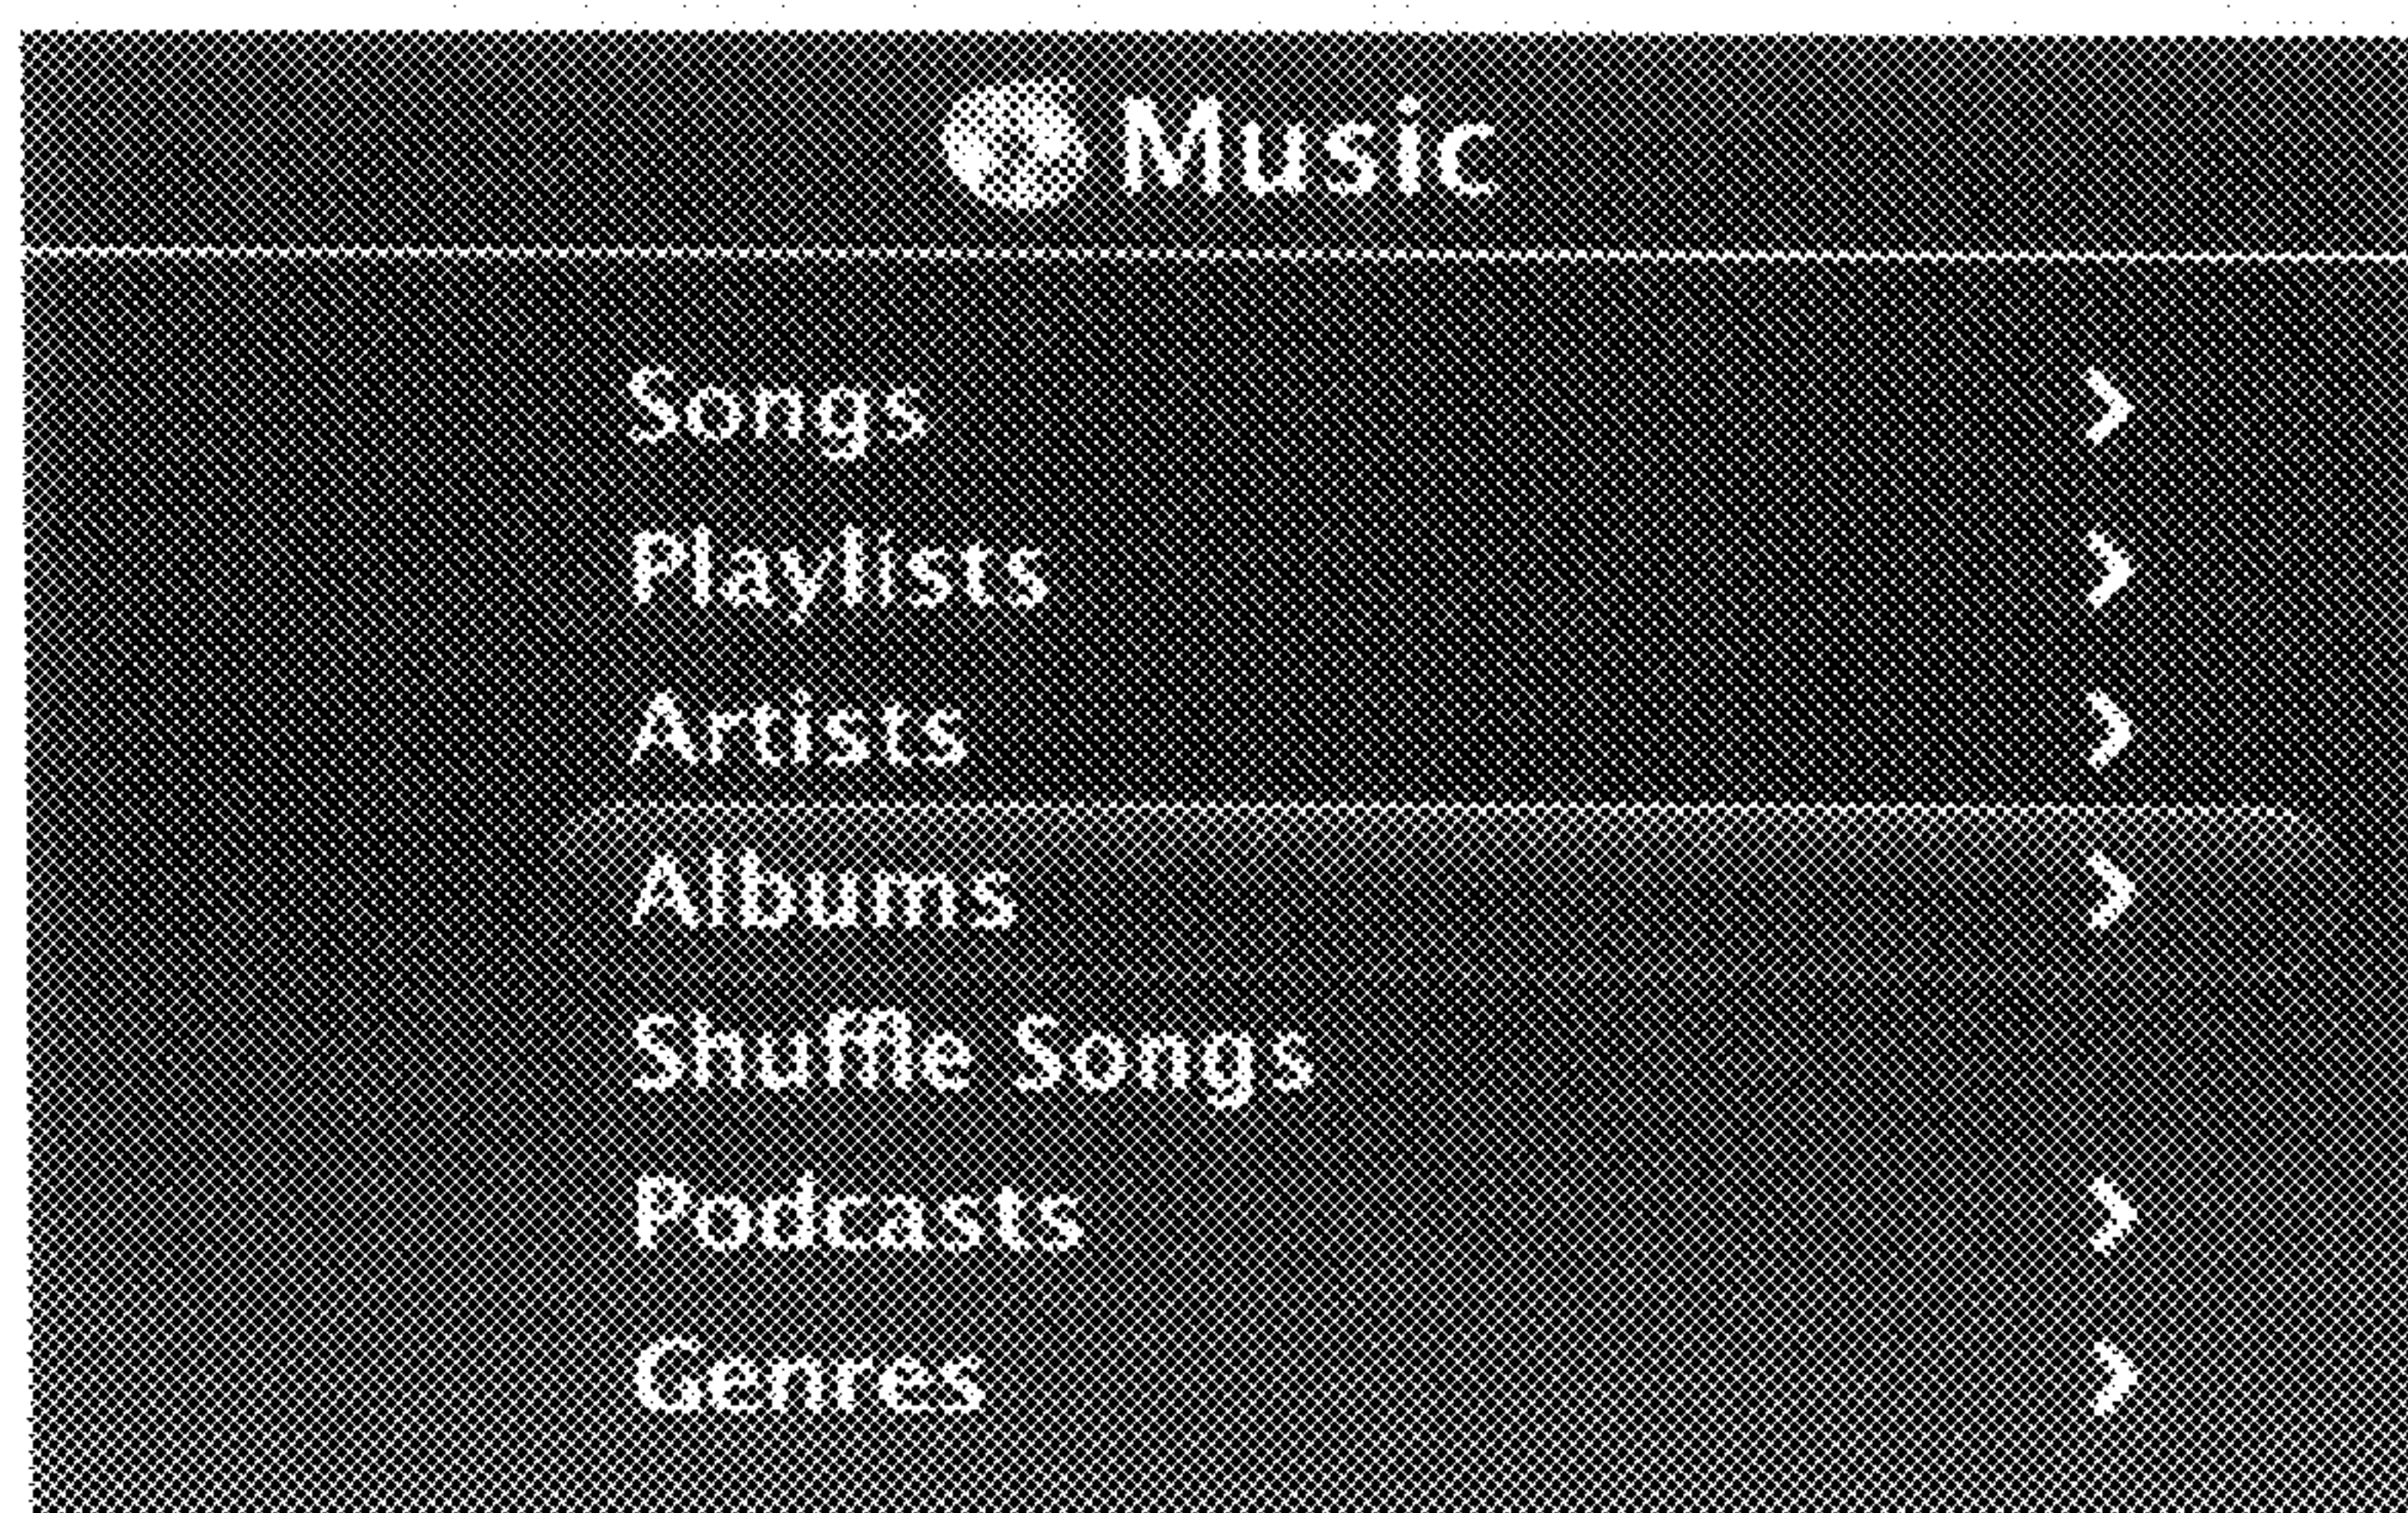 Music
Songs >
Playlists >
Artists >
Albums >
Shuffle Songs
Podcasts >
Genres >